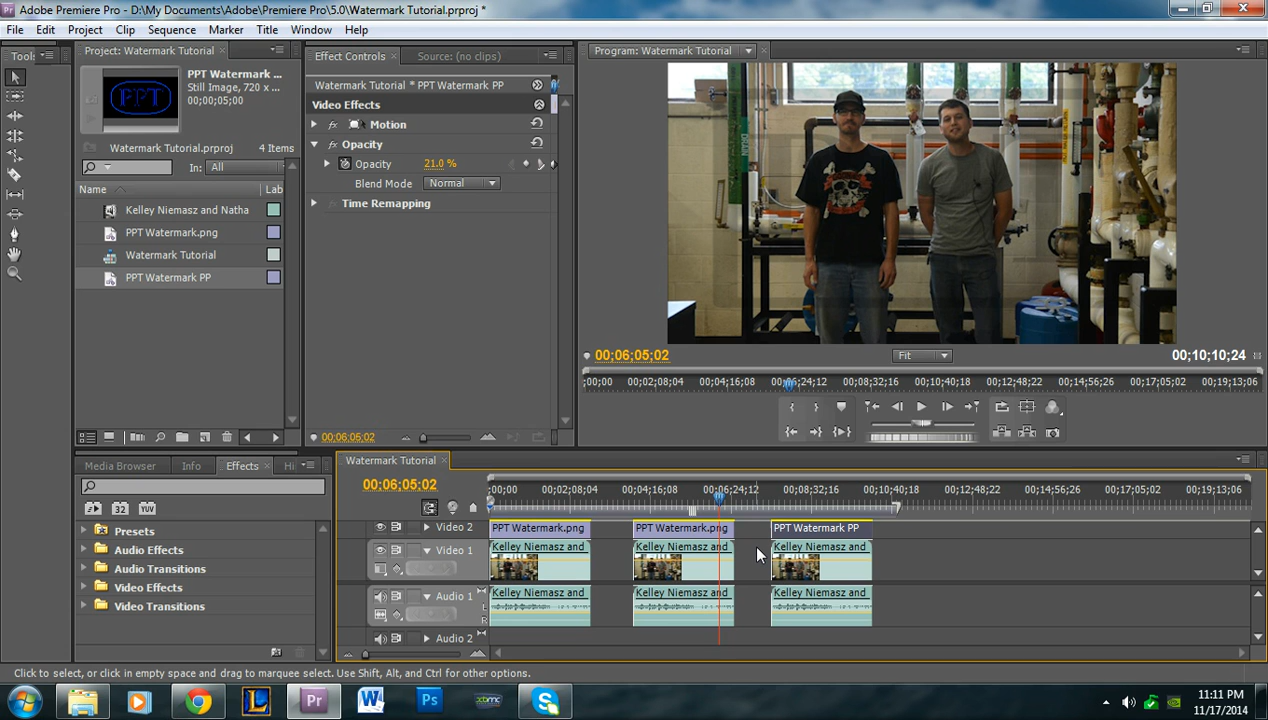 Adobe Premiere Pro - D:\My Documents\Adobe\Premiere Pro\5.0\Watermark Tutorial.prproj *
File Edit Project Clip Sequence Marker Title Window Help
Tools
Project: Watermark Tutorial
PPT Watermark ...
Still Image, 720 x ...
00;00;05;00
PPT
Watermark Tutorial.prproj 4 Items
In: All
Name Lab
Kelley Niemasz and Natha
PPT Watermark.png
Watermark Tutorial
PPT Watermark PP
Effect Controls Source: (no clips)
Watermark Tutorial * PPT Watermark PP
Video Effects
fx Motion
fx Opacity
Opacity 21.0 %
Blend Mode Normal
Time Remapping
00;06;05;02
Program: Watermark Tutorial
00;06;05;02 Fit 00;10;10;24
;00;00 00;02;08;04 00;04;16;08 00;06;24;12 00;08;32;16 00;10;40;18 00;12;48;22 00;14;56;26 00;17;05;02 00;19;13;06
Media Browser Info Effects Hi
32 YUV
Presets
Audio Effects
Audio Transitions
Video Effects
Video Transitions
Watermark Tutorial
00;06;05;02
;00;00 00;02;08;04 00;04;16;08 00;06;24;12 00;08;32;16 00;10;40;18 00;12;48;22 00;14;56;26 00;17;05;02 00;19;13;06
Video 2 PPT Watermark.png PPT Watermark.png PPT Watermark PP
Video 1 Kelley Niemasz and Kelley Niemasz and Kelley Niemasz and
Audio 1 Kelley Niemasz and Kelley Niemasz and Kelley Niemasz and
L
R
Audio 2
Click to select, or click in empty space and drag to marquee select. Use Shift, Alt, and Ctrl for other options.
Pr W Ps xbmc S
11:11 PM
11/17/2014